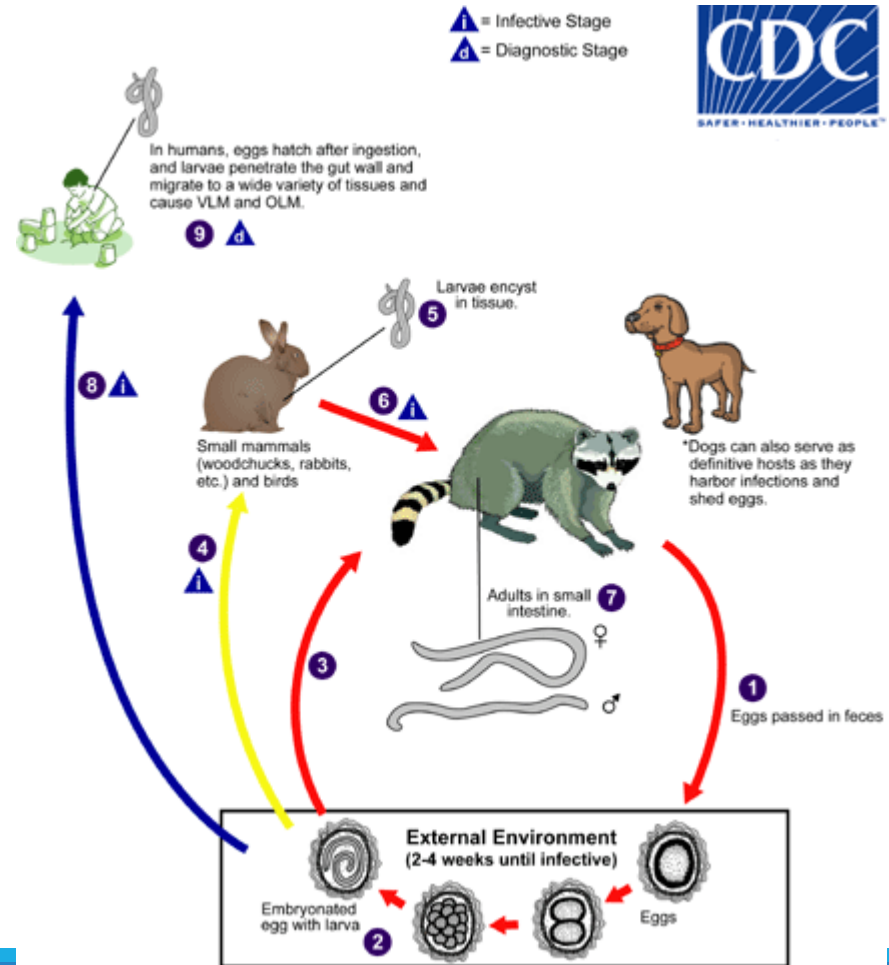 i = Infective Stage
d = Diagnostic Stage
CDC
SAFER • HEALTHIER • PEOPLE™
In humans, eggs hatch after ingestion,
and larvae penetrate the gut wall and
migrate to a wide variety of tissues and
cause VLM and OLM.
9 d
Larvae encyst
in tissue.
5
8 i
6 i
Small mammals
(woodchucks, rabbits,
etc.) and birds
*Dogs can also serve as
definitive hosts as they
harbor infections and
shed eggs.
4
i
Adults in small
intestine.
7
♀
♂
3
1
Eggs passed in feces
External Environment
(2-4 weeks until infective)
Embryonated
egg with larva
2
Eggs